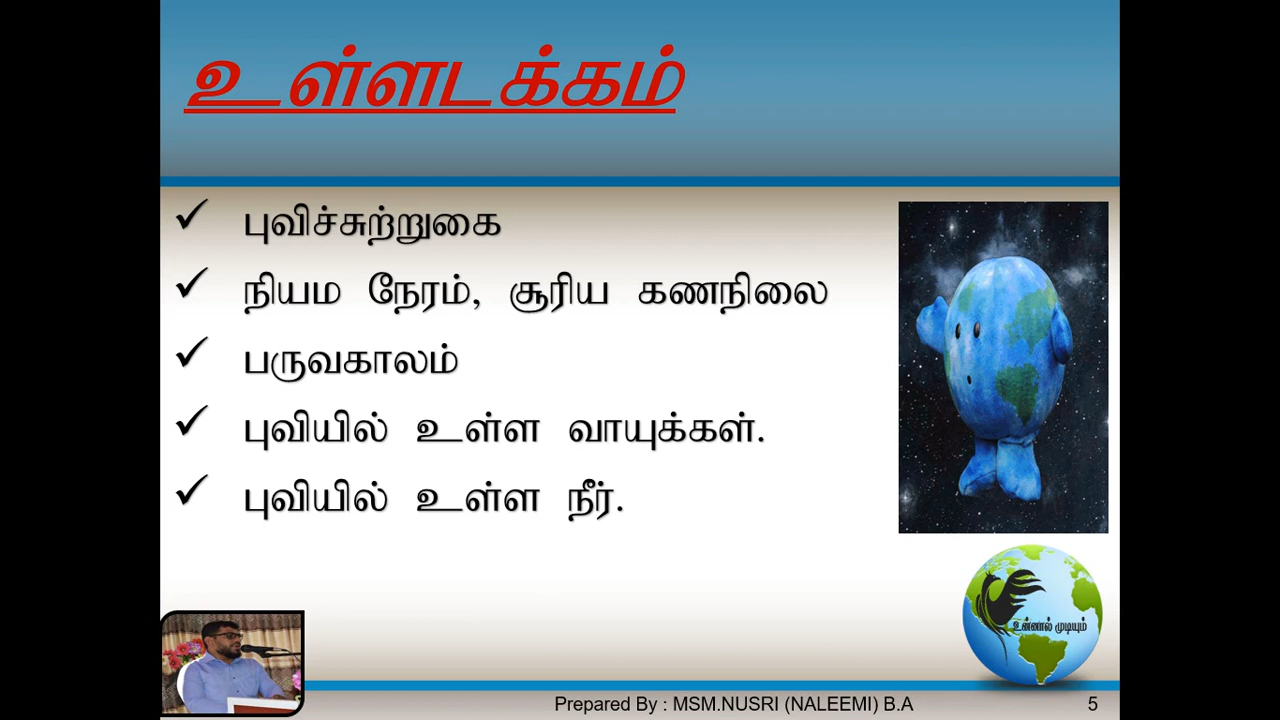 உள்ளடக்கம்
✓ புவிச்சுற்றுகை
✓ நியம நேரம், சூரிய கணநிலை
✓ பருவகாலம்
✓ புவியில் உள்ள வாயுக்கள்.
✓ புவியில் உள்ள நீர்.
உன்னால் முடியும்
Prepared By : MSM.NUSRI (NALEEMI) B.A
5